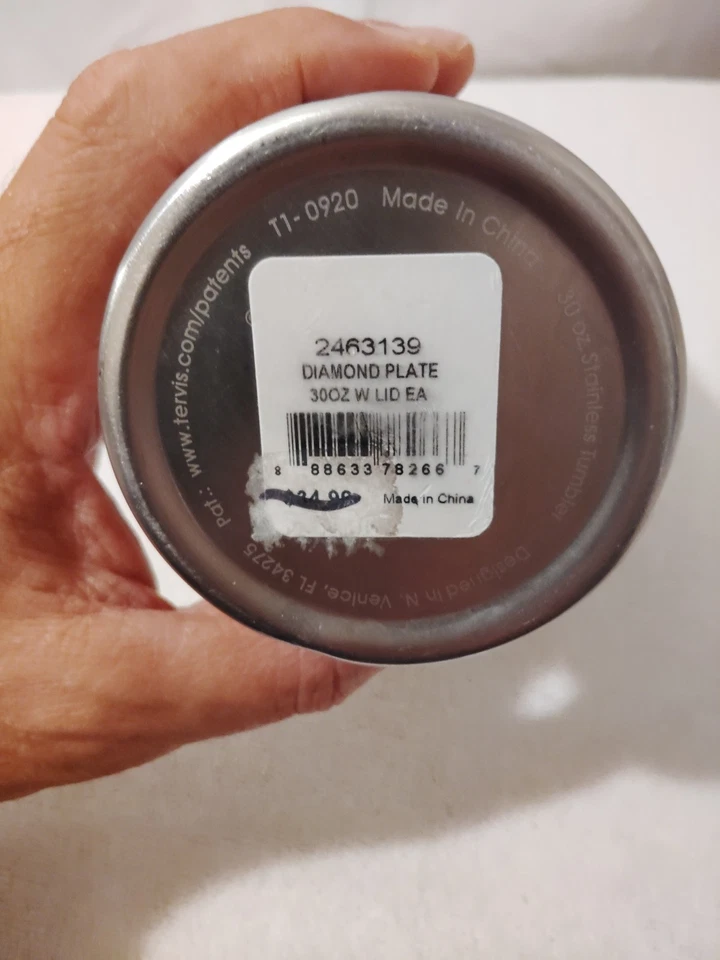 Pat.: www.tervis.com/patents
T1-0920
Made In China
30 oz. Stainless Tumbler
Designed in N. Venice, FL 34275
2463139
DIAMOND PLATE
30OZ W LID EA
8 88633 78266 7
Made in China